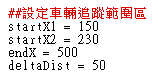 ##設定車輛追蹤範圍區
startX1 = 150
startX2 = 230
endX = 500
deltaDist = 50